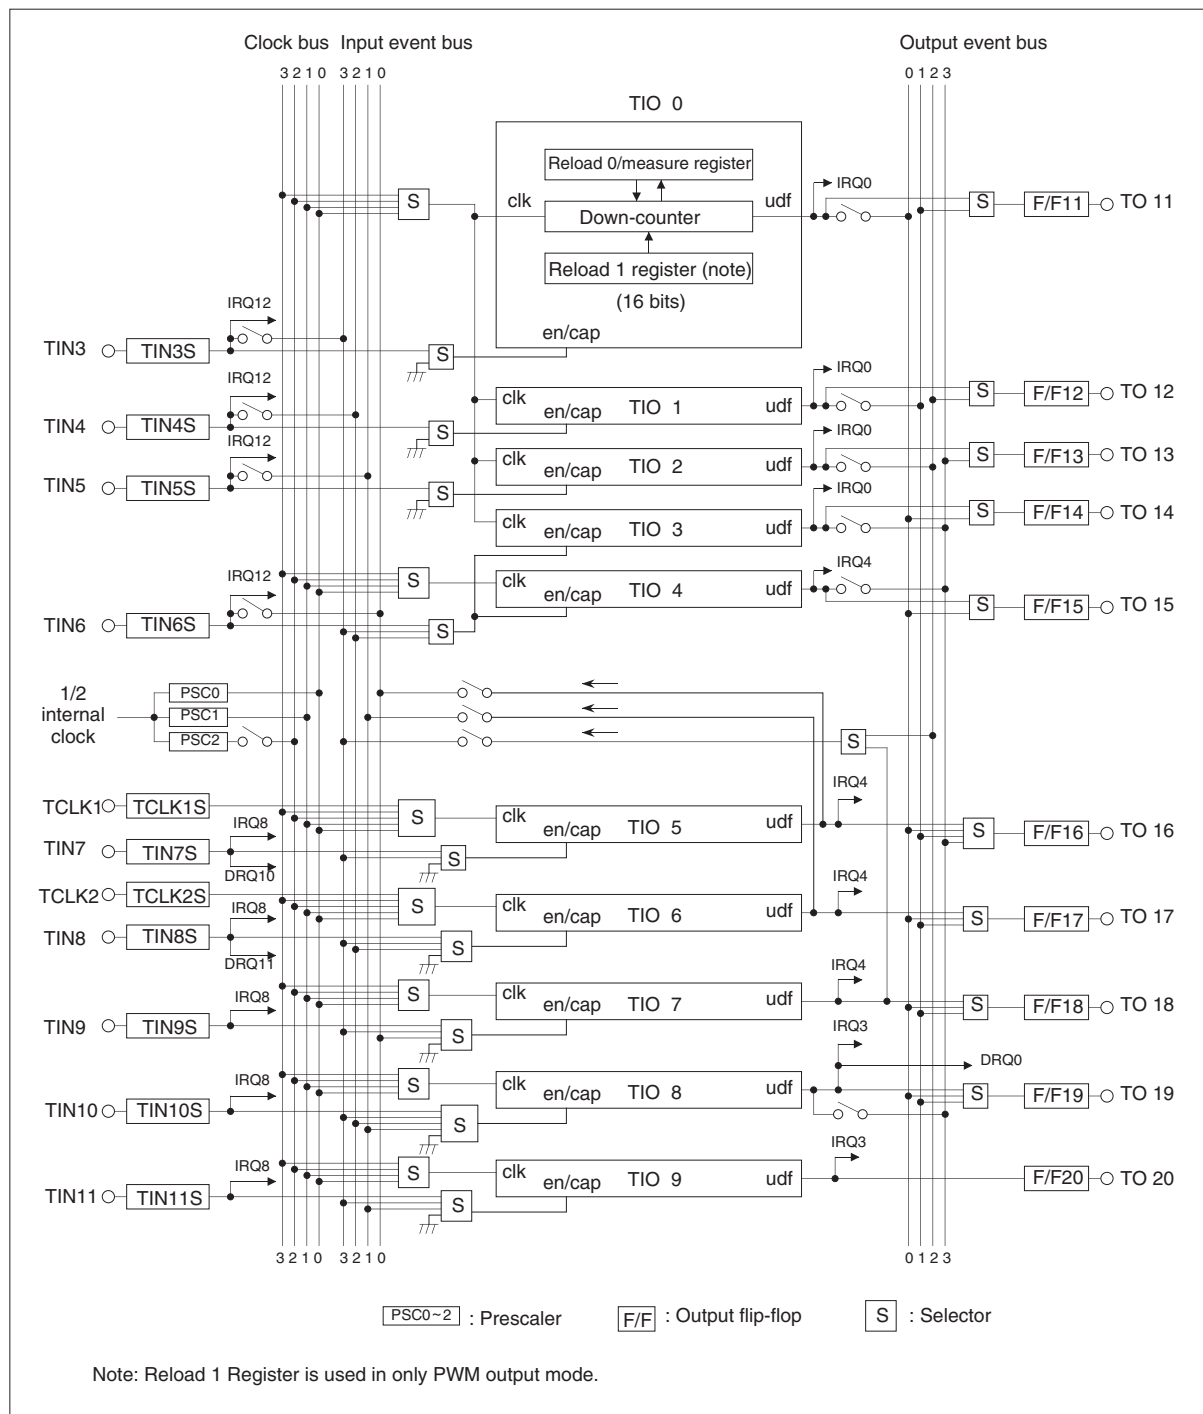 Clock bus Input event bus Output event bus
3 2 1 0 3 2 1 0 0 1 2 3
TIO 0
Reload 0/measure register
IRQ0
S clk Down-counter udf S F/F11 TO 11
Reload 1 register (note)
(16 bits)
IRQ12
en/cap
TIN3 TIN3S S
IRQ0
IRQ12
clk en/cap TIO 1 udf S F/F12 TO 12
TIN4 TIN4S S
IRQ0
IRQ12
clk en/cap TIO 2 udf S F/F13 TO 13
TIN5 TIN5S S
IRQ0
clk en/cap TIO 3 udf S F/F14 TO 14
IRQ4
IRQ12
S clk en/cap TIO 4 udf S F/F15 TO 15
TIN6 TIN6S S
1/2
internal
clock
PSC0
PSC1
PSC2
S
IRQ4
TCLK1 TCLK1S S clk en/cap TIO 5 udf S F/F16 TO 16
IRQ8
TIN7 TIN7S S
DRQ10
IRQ4
TCLK2 TCLK2S S clk en/cap TIO 6 udf S F/F17 TO 17
IRQ8
TIN8 TIN8S S
DRQ11
IRQ4
IRQ8
S clk en/cap TIO 7 udf S F/F18 TO 18
TIN9 TIN9S S
IRQ3
DRQ0
IRQ8
S clk en/cap TIO 8 udf S F/F19 TO 19
TIN10 TIN10S S
IRQ3
IRQ8
S clk en/cap TIO 9 udf F/F20 TO 20
TIN11 TIN11S S
3 2 1 0 3 2 1 0 0 1 2 3
PSC0~2 : Prescaler F/F : Output flip-flop S : Selector
Note: Reload 1 Register is used in only PWM output mode.